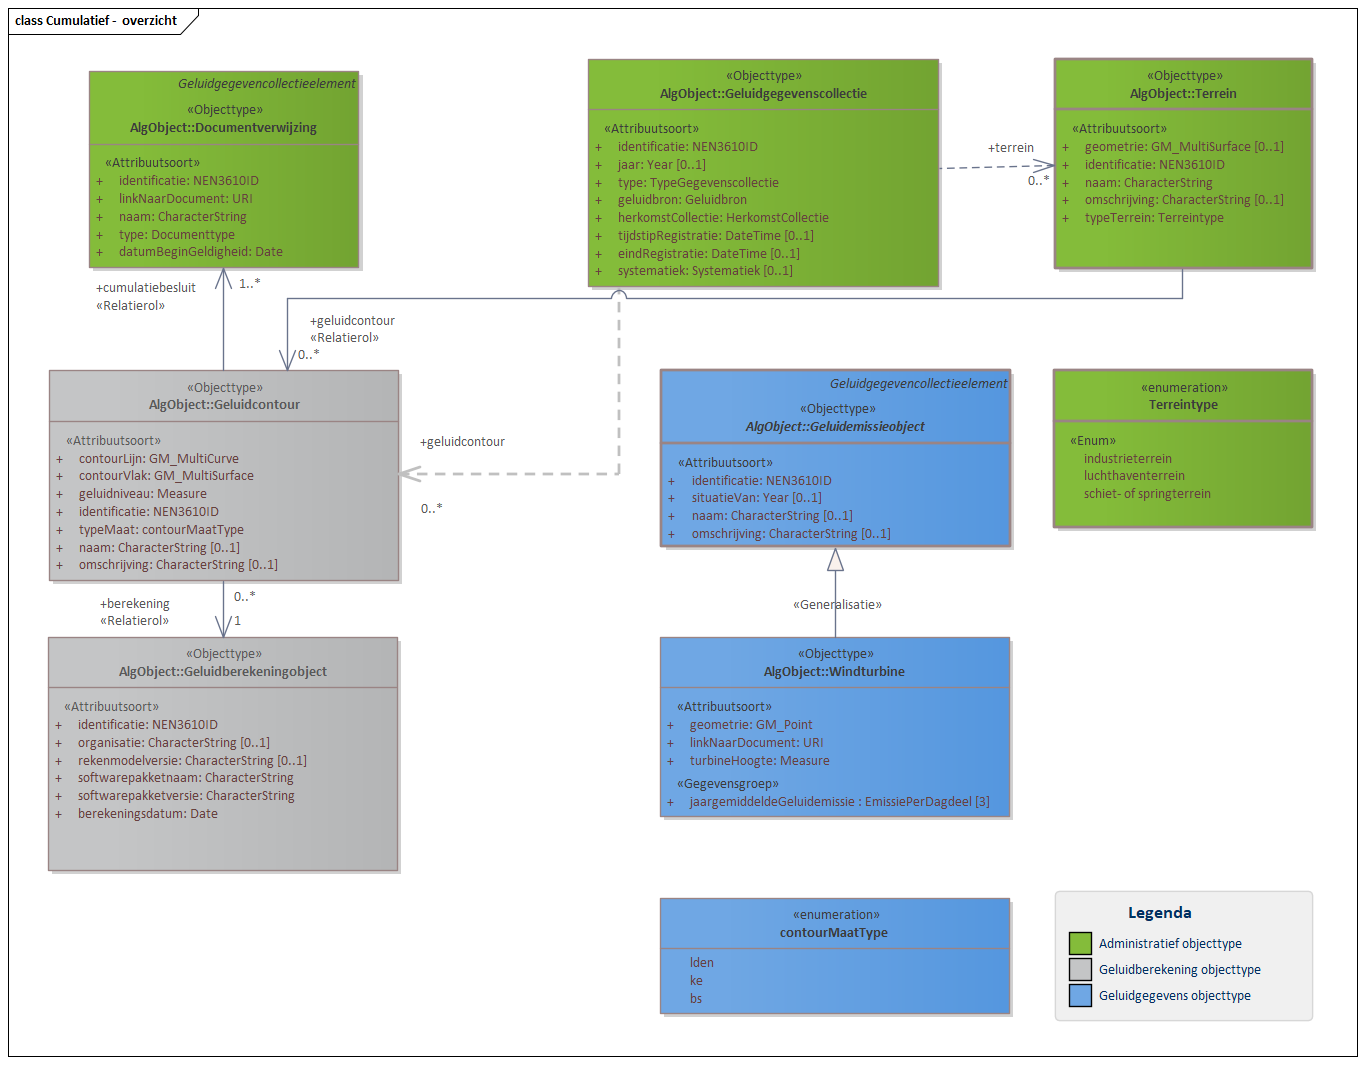 class Cumulatief - overzicht
Geluidgegevencollectieelement
«Objecttype»
AlgObject::Documentverwijzing
«Attribuutsoort»
+ identificatie: NEN3610ID
+ linkNaarDocument: URI
+ naam: CharacterString
+ type: Documenttype
+ datumBeginGeldigheid: Date
«Objecttype»
AlgObject::Geluidgegevenscollectie
«Attribuutsoort»
+ identificatie: NEN3610ID
+ jaar: Year [0..1]
+ type: TypeGegevenscollectie
+ geluidbron: Geluidbron
+ herkomstCollectie: HerkomstCollectie
+ tijdstipRegistratie: DateTime [0..1]
+ eindRegistratie: DateTime [0..1]
+ systematiek: Systematiek [0..1]
+terrein
0..*
«Objecttype»
AlgObject::Terrein
«Attribuutsoort»
+ geometrie: GM_MultiSurface [0..1]
+ identificatie: NEN3610ID
+ naam: CharacterString
+ omschrijving: CharacterString [0..1]
+ typeTerrein: Terreintype
+cumulatiebesluit
1..*
«Relatierol»
+geluidcontour
«Relatierol»
0..*
«Objecttype»
AlgObject::Geluidcontour
«Attribuutsoort»
+ contourLijn: GM_MultiCurve
+ contourVlak: GM_MultiSurface
+ geluidniveau: Measure
+ identificatie: NEN3610ID
+ typeMaat: contourMaatType
+ naam: CharacterString [0..1]
+ omschrijving: CharacterString [0..1]
+geluidcontour
0..*
Geluidgegevencollectieelement
«Objecttype»
AlgObject::Geluidemissieobject
«Attribuutsoort»
+ identificatie: NEN3610ID
+ situatieVan: Year [0..1]
+ naam: CharacterString [0..1]
+ omschrijving: CharacterString [0..1]
«enumeration»
Terreintype
«Enum»
industrieterrein
luchthaventerrein
schiet- of springterrein
+berekening
0..*
«Relatierol»
1
«Generalisatie»
«Objecttype»
AlgObject::Geluidberekeningobject
«Attribuutsoort»
+ identificatie: NEN3610ID
+ organisatie: CharacterString [0..1]
+ rekenmodelversie: CharacterString [0..1]
+ softwarepakketnaam: CharacterString
+ softwarepakketversie: CharacterString
+ berekeningsdatum: Date
«Objecttype»
AlgObject::Windturbine
«Attribuutsoort»
+ geometrie: GM_Point
+ linkNaarDocument: URI
+ turbineHoogte: Measure
«Gegevensgroep»
+ jaargemiddeldeGeluidemissie : EmissiePerDagdeel [3]
«enumeration»
contourMaatType
lden
ke
bs
Legenda
Administratief objecttype
Geluidberekening objecttype
Geluidgegevens objecttype